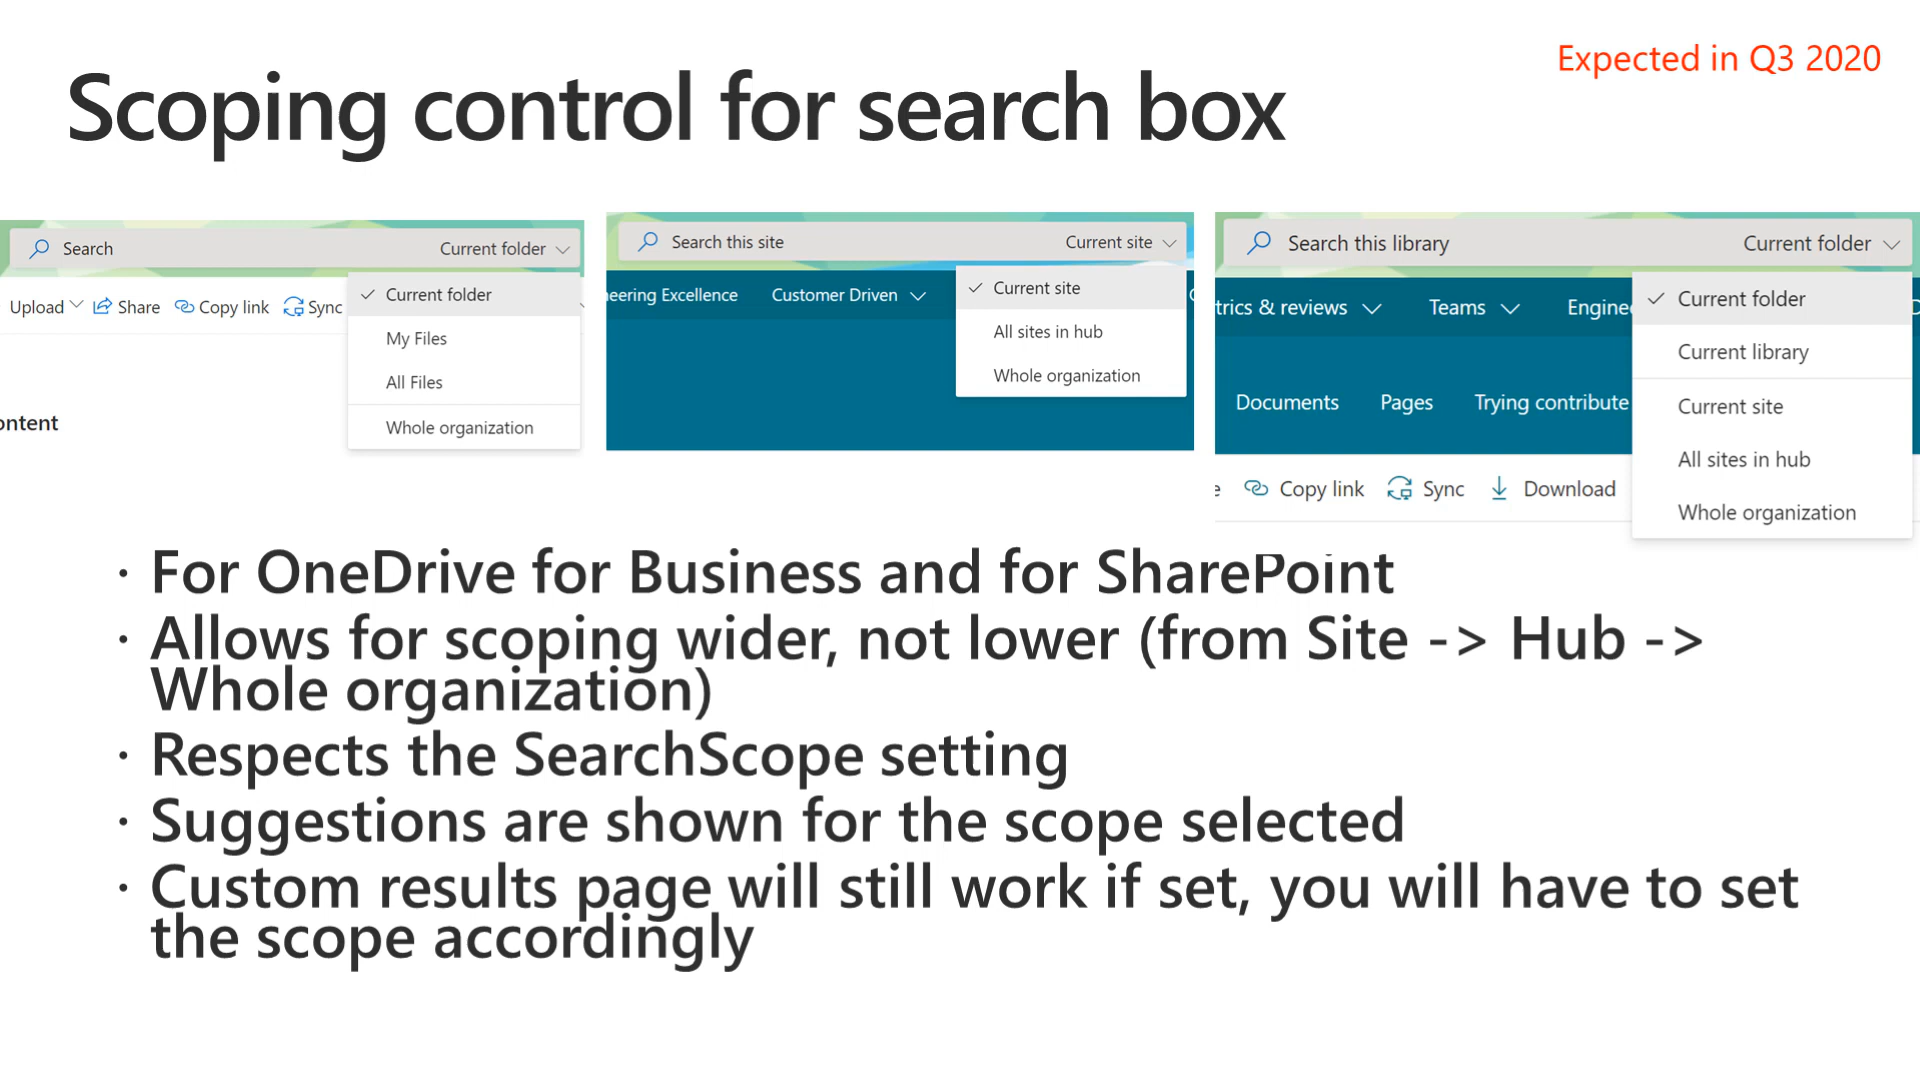 Expected in Q3 2020
Scoping control for search box
Search Current folder
Upload Share Copy link Sync
Current folder
My Files
All Files
Whole organization
ontent
Search this site Current site
neering Excellence Customer Driven
Current site
All sites in hub
Whole organization
Search this library Current folder
trics & reviews Teams Enginee
Current folder
Current library
Current site
All sites in hub
Whole organization
Documents Pages Trying contribute
e Copy link Sync Download
· For OneDrive for Business and for SharePoint
· Allows for scoping wider, not lower (from Site -> Hub ->
Whole organization)
· Respects the SearchScope setting
· Suggestions are shown for the scope selected
· Custom results page will still work if set, you will have to set
the scope accordingly